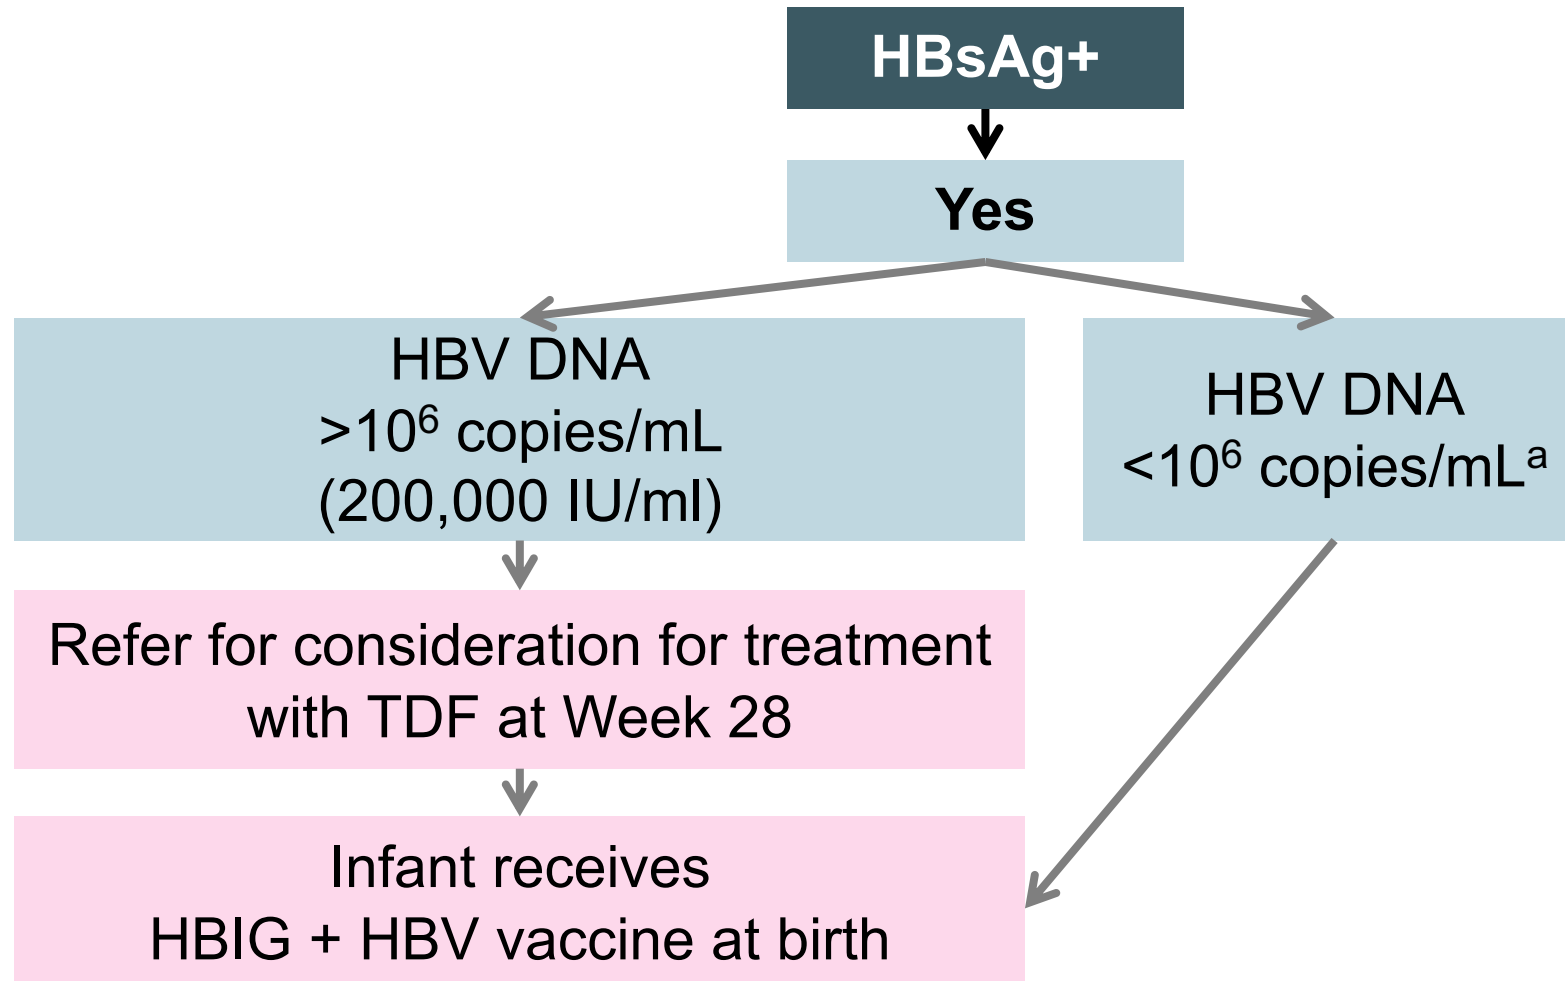 HBsAg+
Yes
HBV DNA
>10⁶ copies/mL
(200,000 IU/ml)
HBV DNA
<10⁶ copies/mLᵃ
Refer for consideration for treatment
with TDF at Week 28
Infant receives
HBIG + HBV vaccine at birth